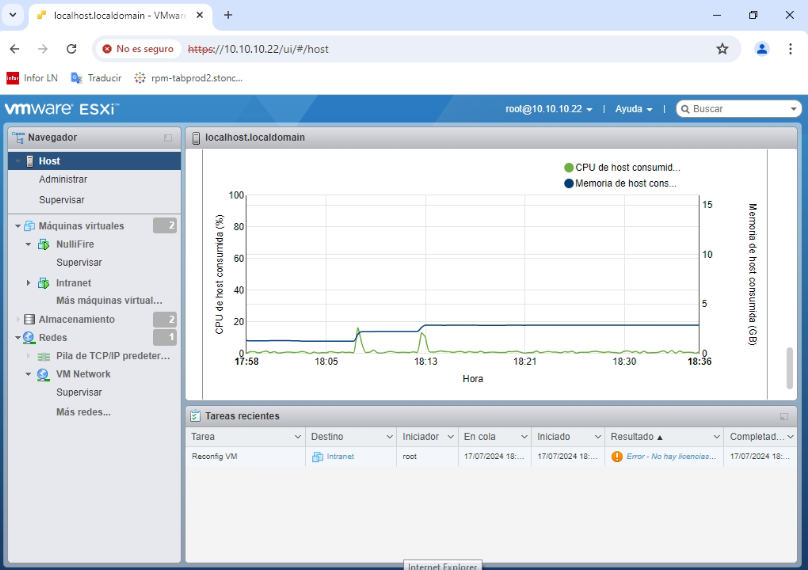 localhost.localdomain - VMwar
No es seguro https://10.10.10.22/ui/#/host
Infor LN Traducir rpm-tabprod2.stonc...
vmware ESXi™ root@10.10.10.22 Ayuda Buscar
Navegador
Host
Administrar
Supervisar
Máquinas virtuales 2
NulliFire
Supervisar
Intranet
Más máquinas virtual...
Almacenamiento 2
Redes 1
Pila de TCP/IP predeter...
VM Network
Supervisar
Más redes...
localhost.localdomain
CPU de host consumid...
Memoria de host cons...
CPU de host consumida (%)
100
80
60
40
20
0
15
10
5
0
Memoria de host consumida (GB)
17:58 18:05 18:13 18:21 18:30 18:36
Hora
Tareas recientes
Tarea Destino Iniciador En cola Iniciado Resultado ▲ Completad...
Reconfig VM Intranet root 17/07/2024 18:... 17/07/2024 18:... Error - No hay licencias... 17/07/2024 18:...
Internet Explorer